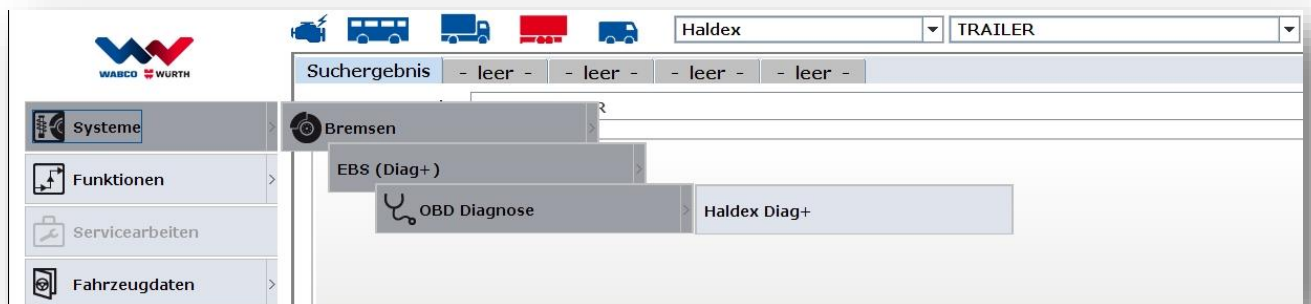 Haldex TRAILER
WABCO WÜRTH
Suchergebnis - leer - - leer - - leer - - leer -
R
Systeme
Bremsen
EBS (Diag+)
Funktionen
OBD Diagnose
Haldex Diag+
Servicearbeiten
Fahrzeugdaten